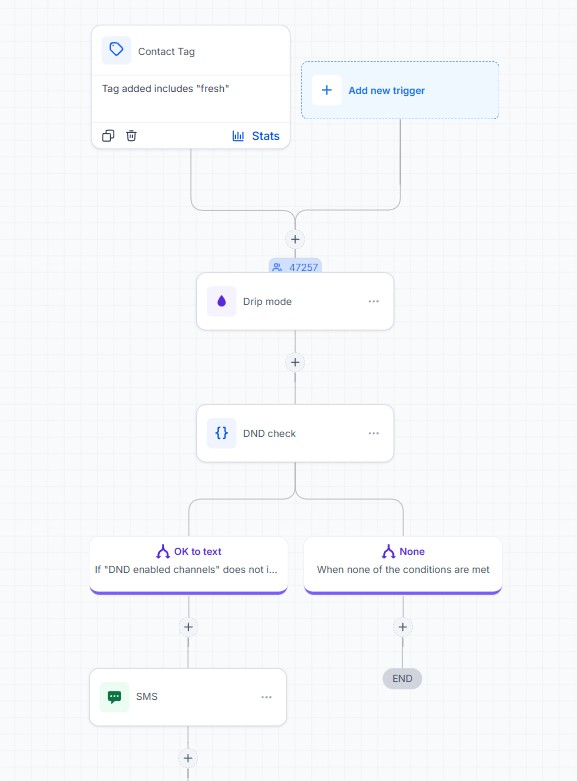 Contact Tag
Tag added includes "fresh"
Stats
Add new trigger
47257
Drip mode
DND check
OK to text
If "DND enabled channels" does not i...
None
When none of the conditions are met
END
SMS